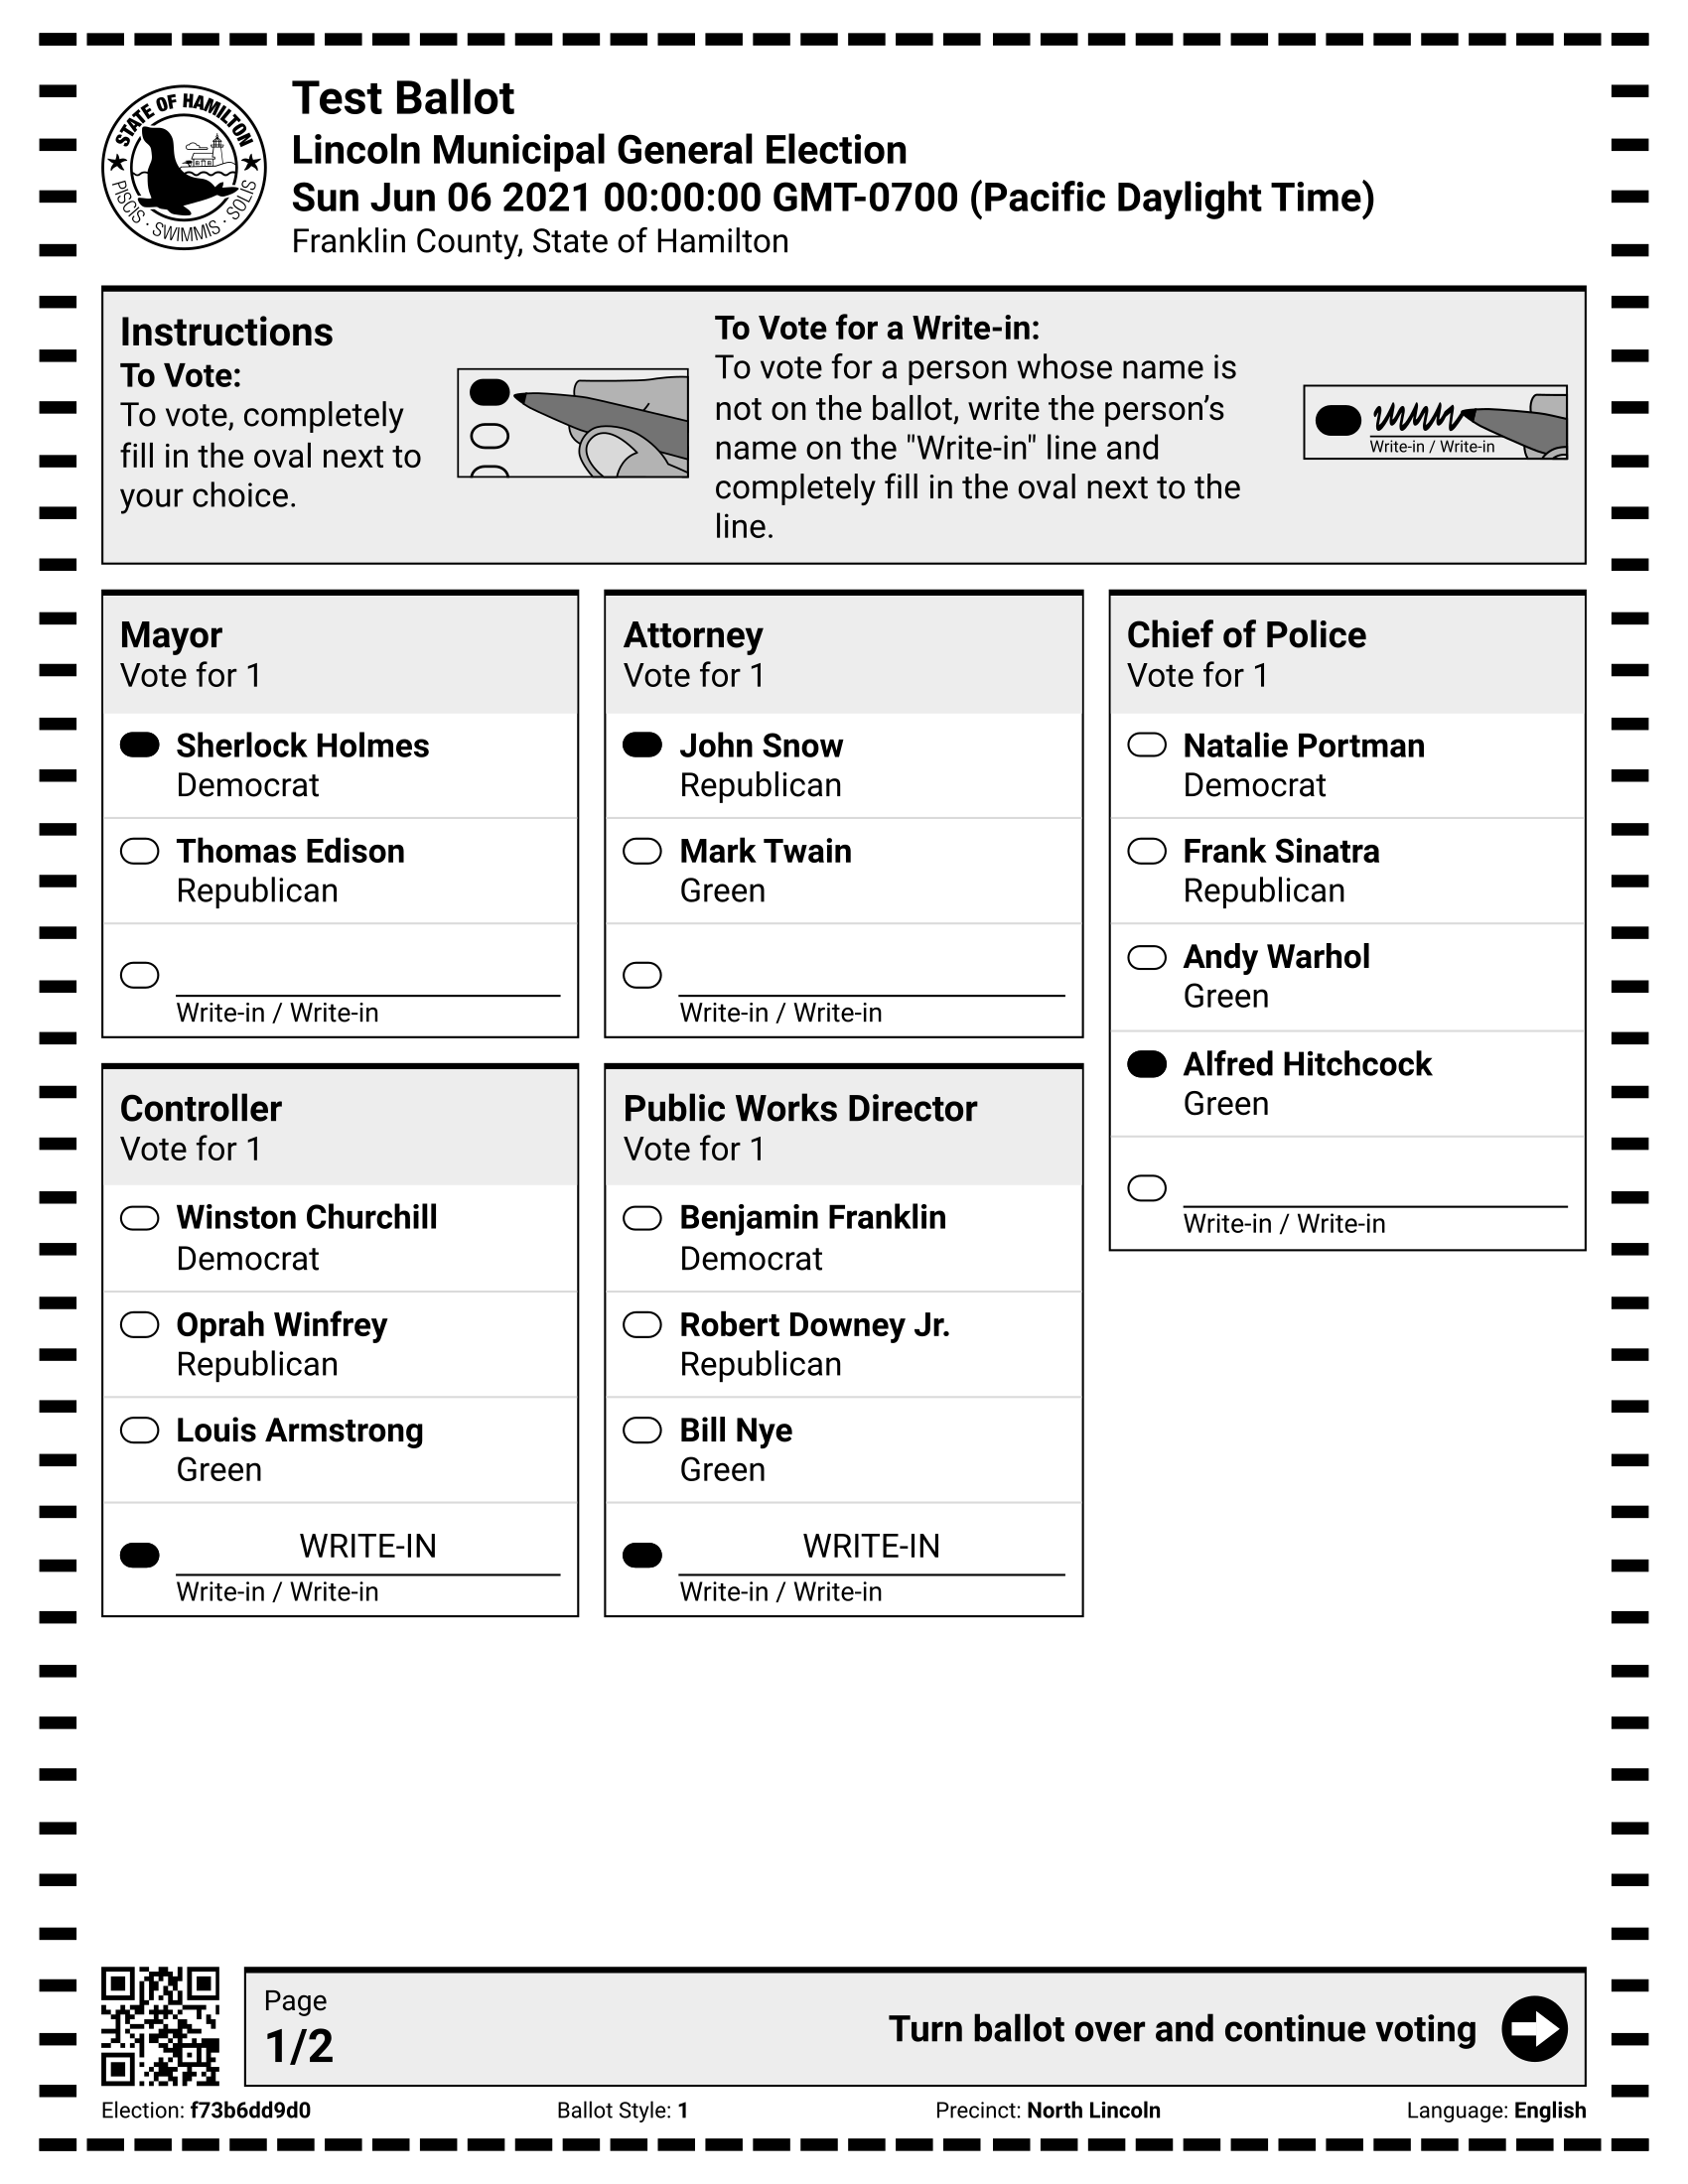 STATE OF HAMILTON
PISCIS · SWIMMIS · SOLIS
Test Ballot
Lincoln Municipal General Election
Sun Jun 06 2021 00:00:00 GMT-0700 (Pacific Daylight Time)
Franklin County, State of Hamilton
Instructions
To Vote:
To vote, completely
fill in the oval next to
your choice.
To Vote for a Write-in:
To vote for a person whose name is
not on the ballot, write the person’s
name on the "Write-in" line and
completely fill in the oval next to the
line.
Write-in / Write-in
Mayor
Vote for 1
Sherlock Holmes
Democrat
Thomas Edison
Republican
Write-in / Write-in
Controller
Vote for 1
Winston Churchill
Democrat
Oprah Winfrey
Republican
Louis Armstrong
Green
WRITE-IN
Write-in / Write-in
Attorney
Vote for 1
John Snow
Republican
Mark Twain
Green
Write-in / Write-in
Public Works Director
Vote for 1
Benjamin Franklin
Democrat
Robert Downey Jr.
Republican
Bill Nye
Green
WRITE-IN
Write-in / Write-in
Chief of Police
Vote for 1
Natalie Portman
Democrat
Frank Sinatra
Republican
Andy Warhol
Green
Alfred Hitchcock
Green
Write-in / Write-in
Page
1/2
Turn ballot over and continue voting
Election: f73b6dd9d0
Ballot Style: 1
Precinct: North Lincoln
Language: English